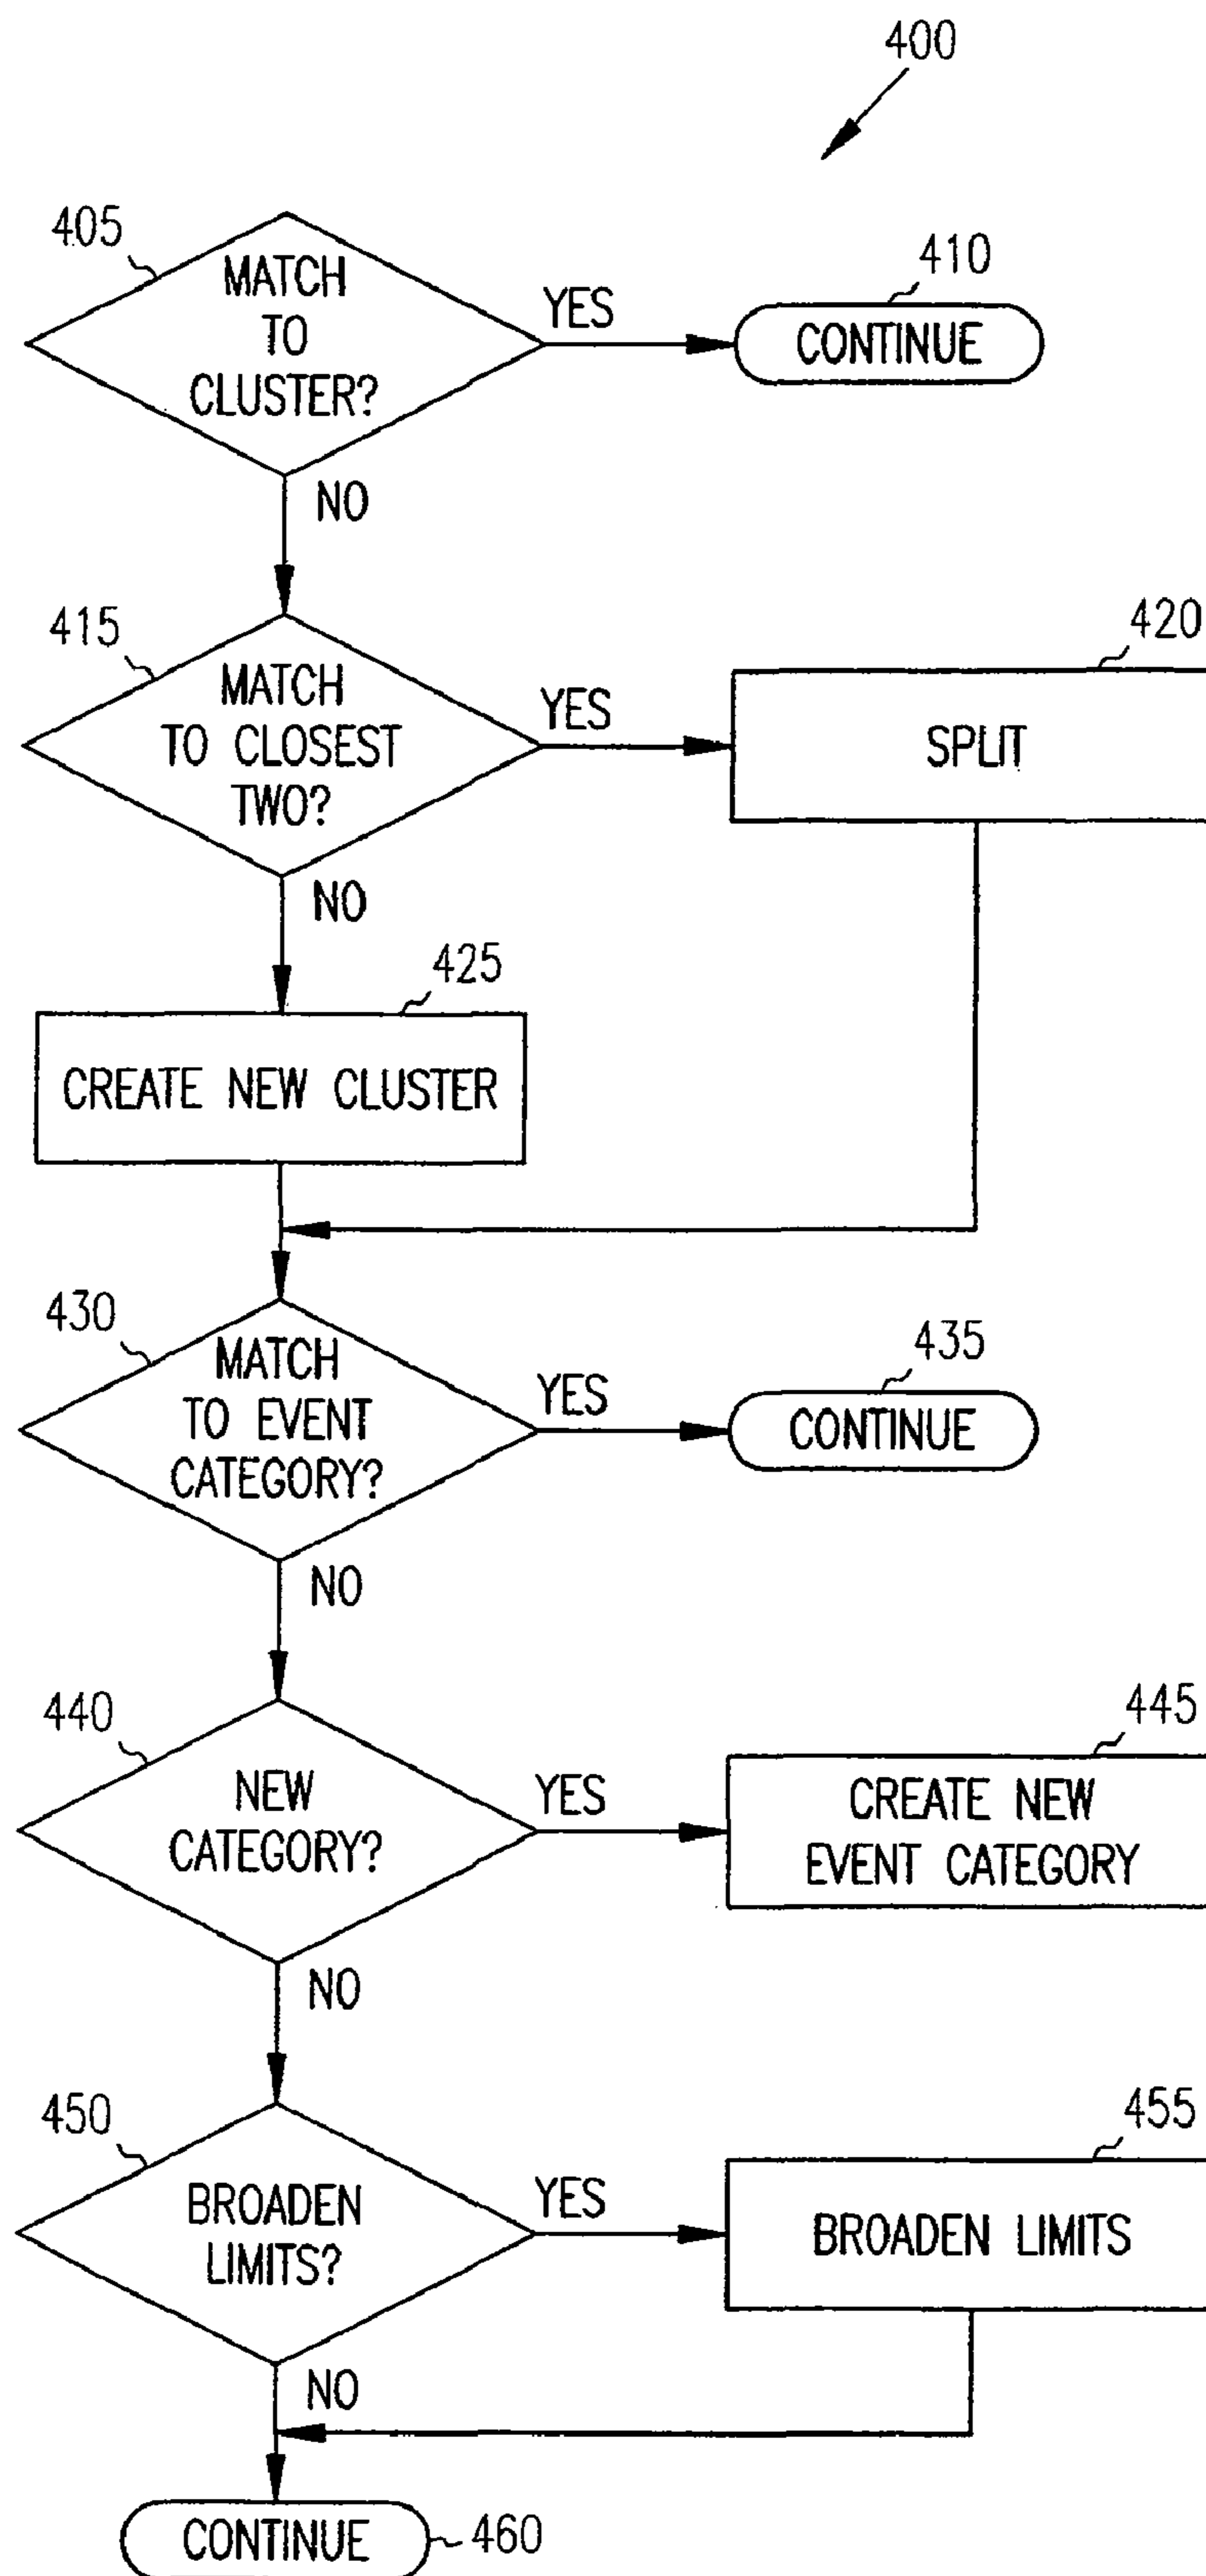 400
405
MATCH
TO
CLUSTER?
YES
410
CONTINUE
NO
415
MATCH
TO CLOSEST
TWO?
YES
420
SPLIT
NO
425
CREATE NEW CLUSTER
430
MATCH
TO EVENT
CATEGORY?
YES
435
CONTINUE
NO
440
NEW
CATEGORY?
YES
445
CREATE NEW
EVENT CATEGORY
NO
450
BROADEN
LIMITS?
YES
455
BROADEN LIMITS
NO
CONTINUE
460